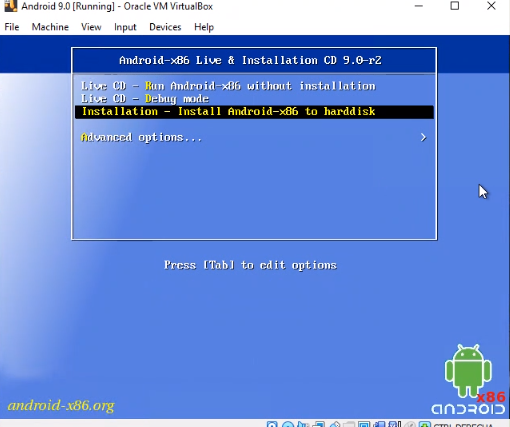 Android 9.0 [Running] - Oracle VM VirtualBox
File Machine View Input Devices Help
Android-x86 Live & Installation CD 9.0-r2
Live CD - Run Android-x86 without installation
Live CD - Debug mode
Installation - Install Android-x86 to harddisk
Advanced options... >
Press [Tab] to edit options
android-x86.org
x86
ANDROID
CTRL DERECHA